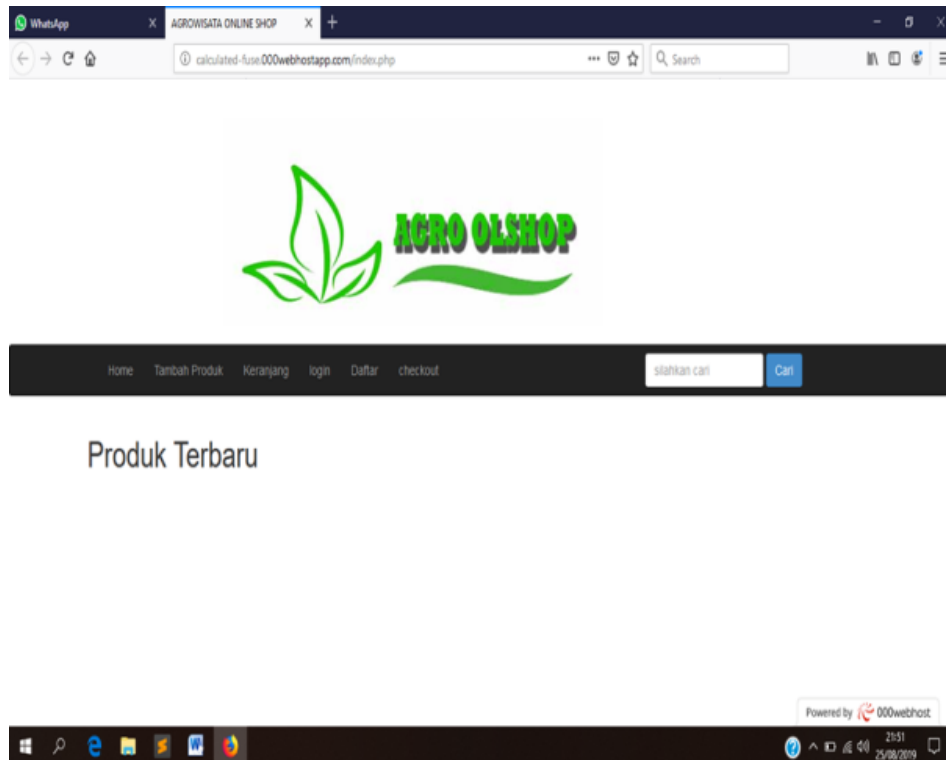 WhatsApp
AGROWISATA ONLINE SHOP
calculated-fuse.000webhostapp.com/index.php
Search
AGRO OLSHOP
Home Tambah Produk Keranjang login Daftar checkout silahkan cari Cari
Produk Terbaru
Powered by 000webhost
21:51
25/08/2019